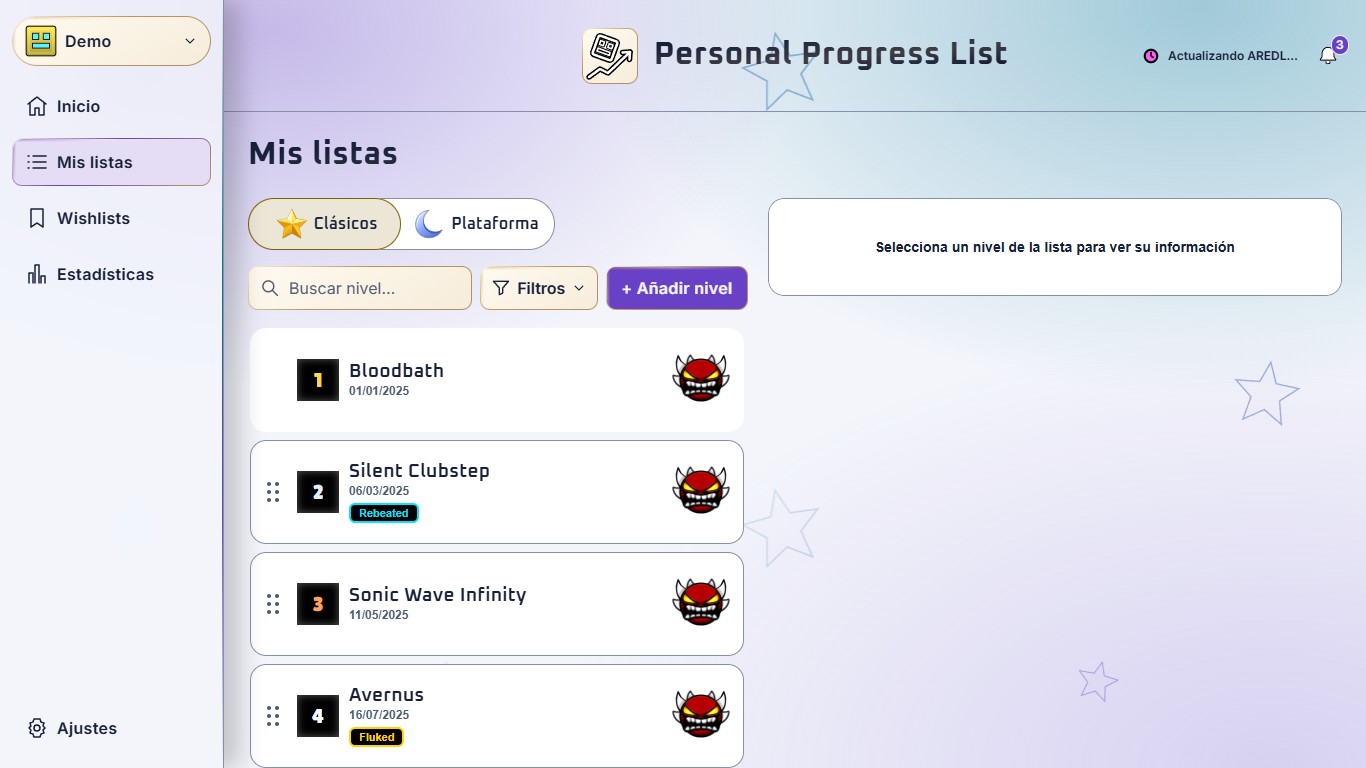 Demo
Inicio
Mis listas
Wishlists
Estadísticas
Ajustes
Personal Progress List
Actualizando AREDL...
3
Mis listas
Clásicos
Plataforma
Buscar nivel...
Filtros
+ Añadir nivel
1
Bloodbath
01/01/2025
2
Silent Clubstep
06/03/2025
Rebeated
3
Sonic Wave Infinity
11/05/2025
4
Avernus
16/07/2025
Fluked
Selecciona un nivel de la lista para ver su información